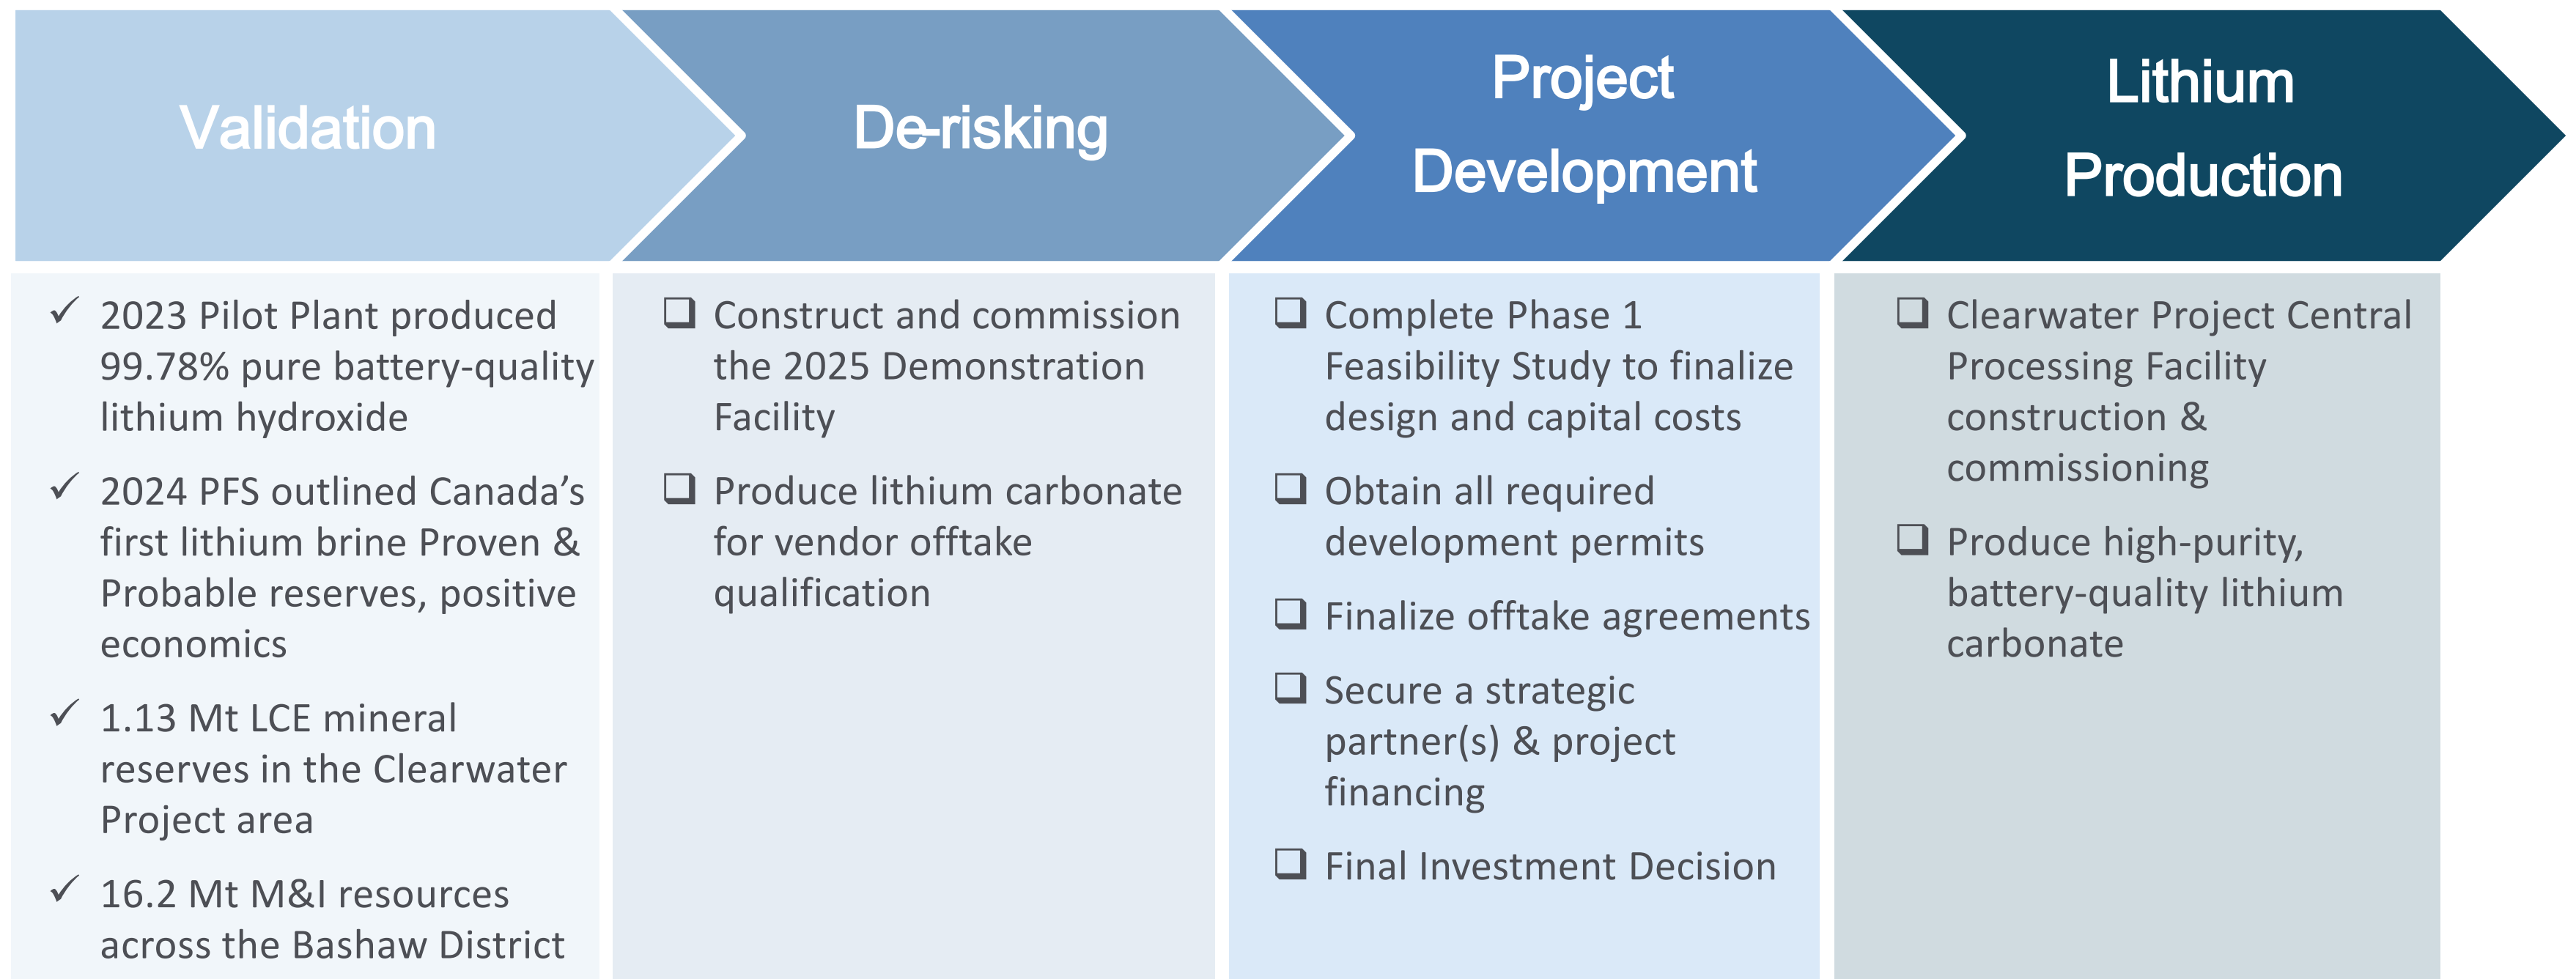 Validation
De-risking
Project
Development
Lithium
Production
✓ 2023 Pilot Plant produced
99.78% pure battery-quality
lithium hydroxide
✓ 2024 PFS outlined Canada’s
first lithium brine Proven &
Probable reserves, positive
economics
✓ 1.13 Mt LCE mineral
reserves in the Clearwater
Project area
✓ 16.2 Mt M&I resources
across the Bashaw District
❑ Construct and commission
the 2025 Demonstration
Facility
❑ Produce lithium carbonate
for vendor offtake
qualification
❑ Complete Phase 1
Feasibility Study to finalize
design and capital costs
❑ Obtain all required
development permits
❑ Finalize offtake agreements
❑ Secure a strategic
partner(s) & project
financing
❑ Final Investment Decision
❑ Clearwater Project Central
Processing Facility
construction &
commissioning
❑ Produce high-purity,
battery-quality lithium
carbonate